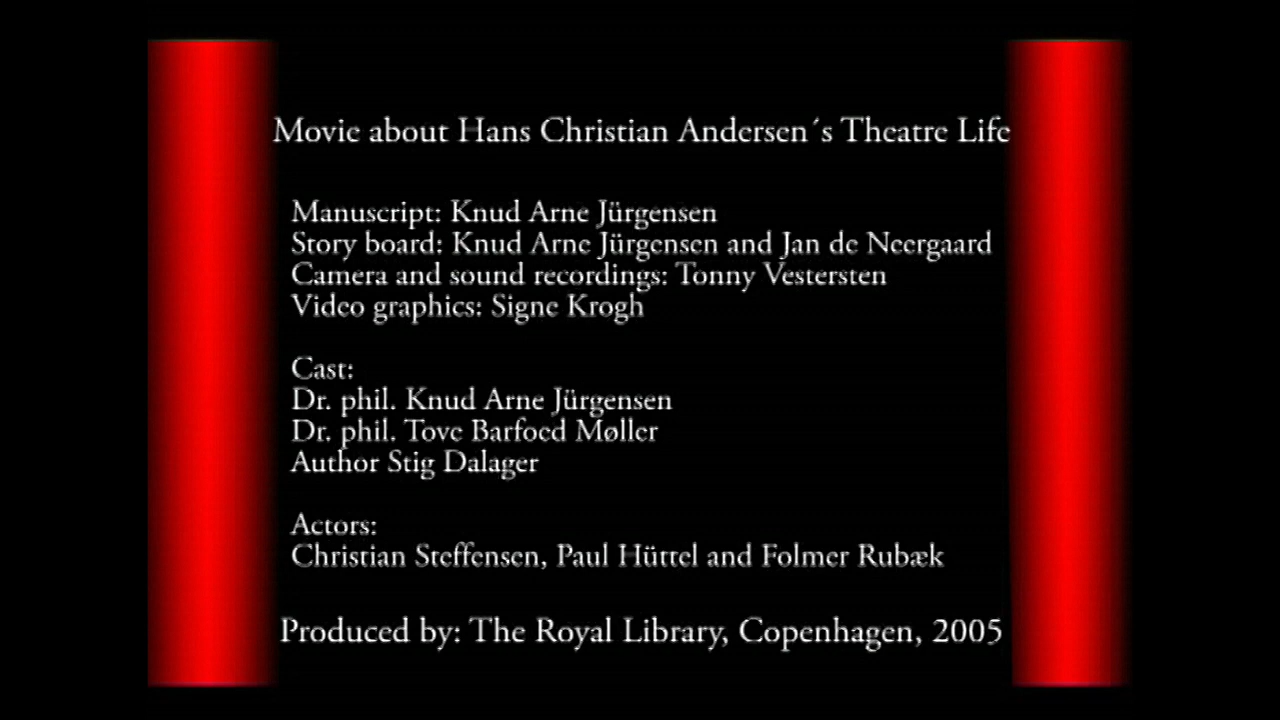 Movie about Hans Christian Andersen´s Theatre Life
Manuscript: Knud Arne Jürgensen
Story board: Knud Arne Jürgensen and Jan de Neergaard
Camera and sound recordings: Tonny Vestersten
Video graphics: Signe Krogh
Cast:
Dr. phil. Knud Arne Jürgensen
Dr. phil. Tove Barfoed Møller
Author Stig Dalager
Actors:
Christian Steffensen, Paul Hüttel and Folmer Rubæk
Produced by: The Royal Library, Copenhagen, 2005